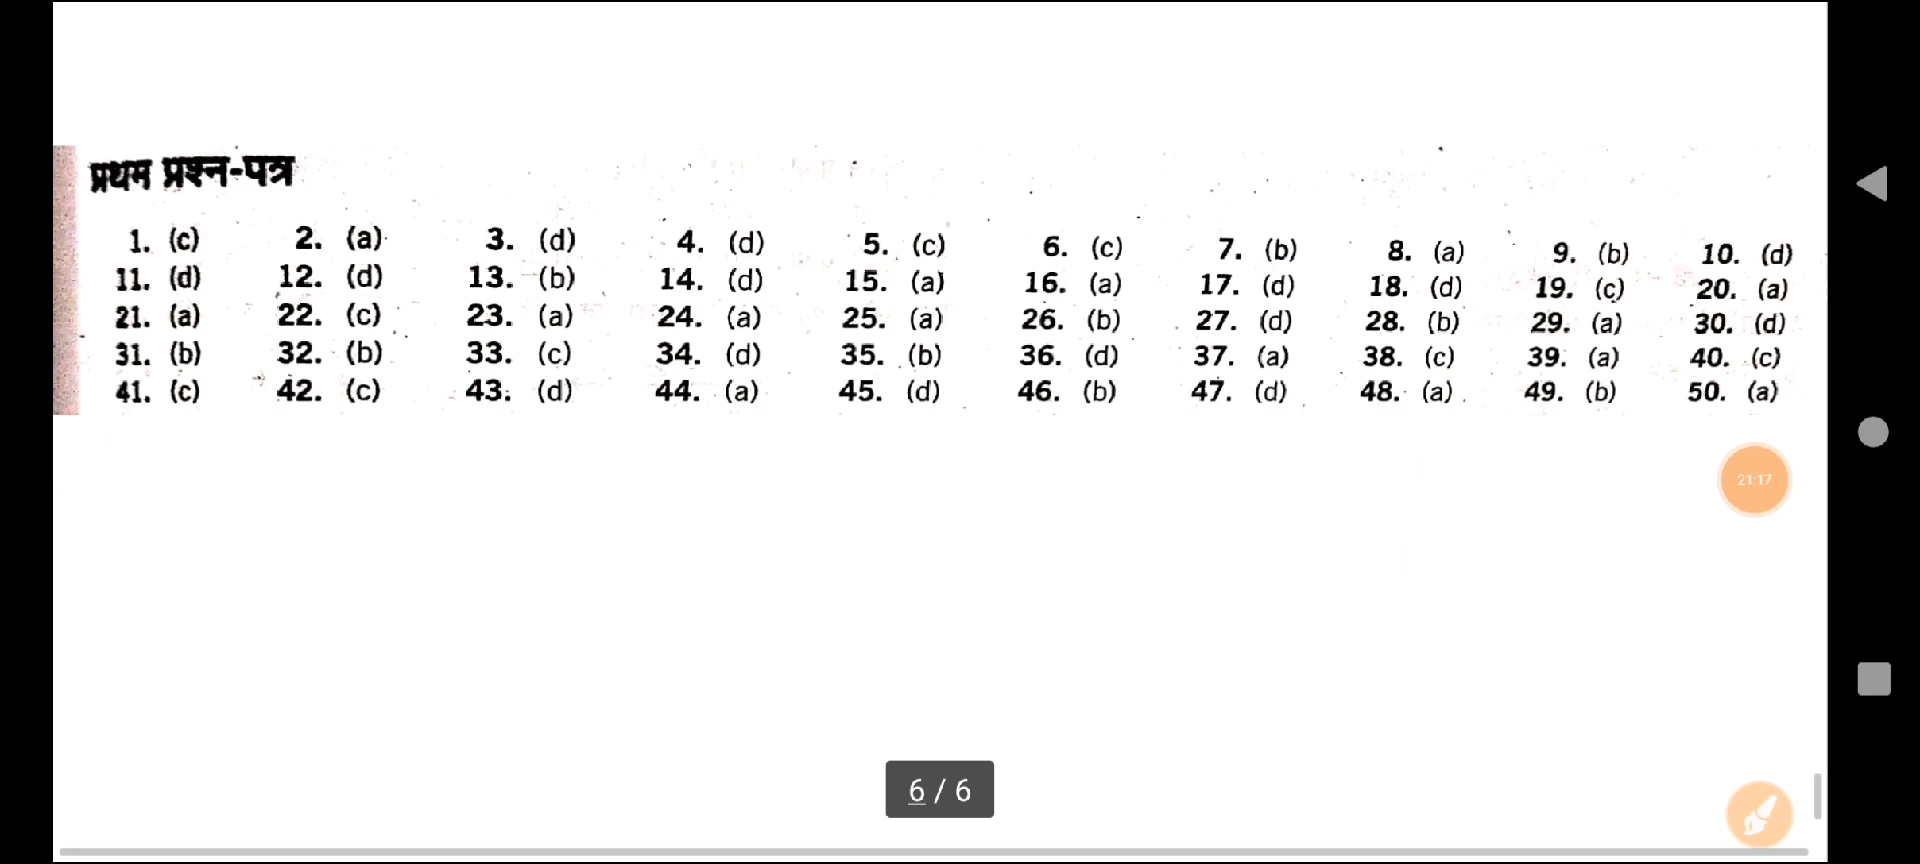 प्रथम प्रश्न-पत्र
1. (c) 2. (a) 3. (d) 4. (d) 5. (c) 6. (c) 7. (b) 8. (a) 9. (b) 10. (d)
11. (d) 12. (d) 13. (b) 14. (d) 15. (a) 16. (a) 17. (d) 18. (d) 19. (c) 20. (a)
21. (a) 22. (c) 23. (a) 24. (a) 25. (a) 26. (b) 27. (d) 28. (b) 29. (a) 30. (d)
31. (b) 32. (b) 33. (c) 34. (d) 35. (b) 36. (d) 37. (a) 38. (c) 39. (a) 40. (c)
41. (c) 42. (c) 43. (d) 44. (a) 45. (d) 46. (b) 47. (d) 48. (a) 49. (b) 50. (a)
21:17
6 / 6